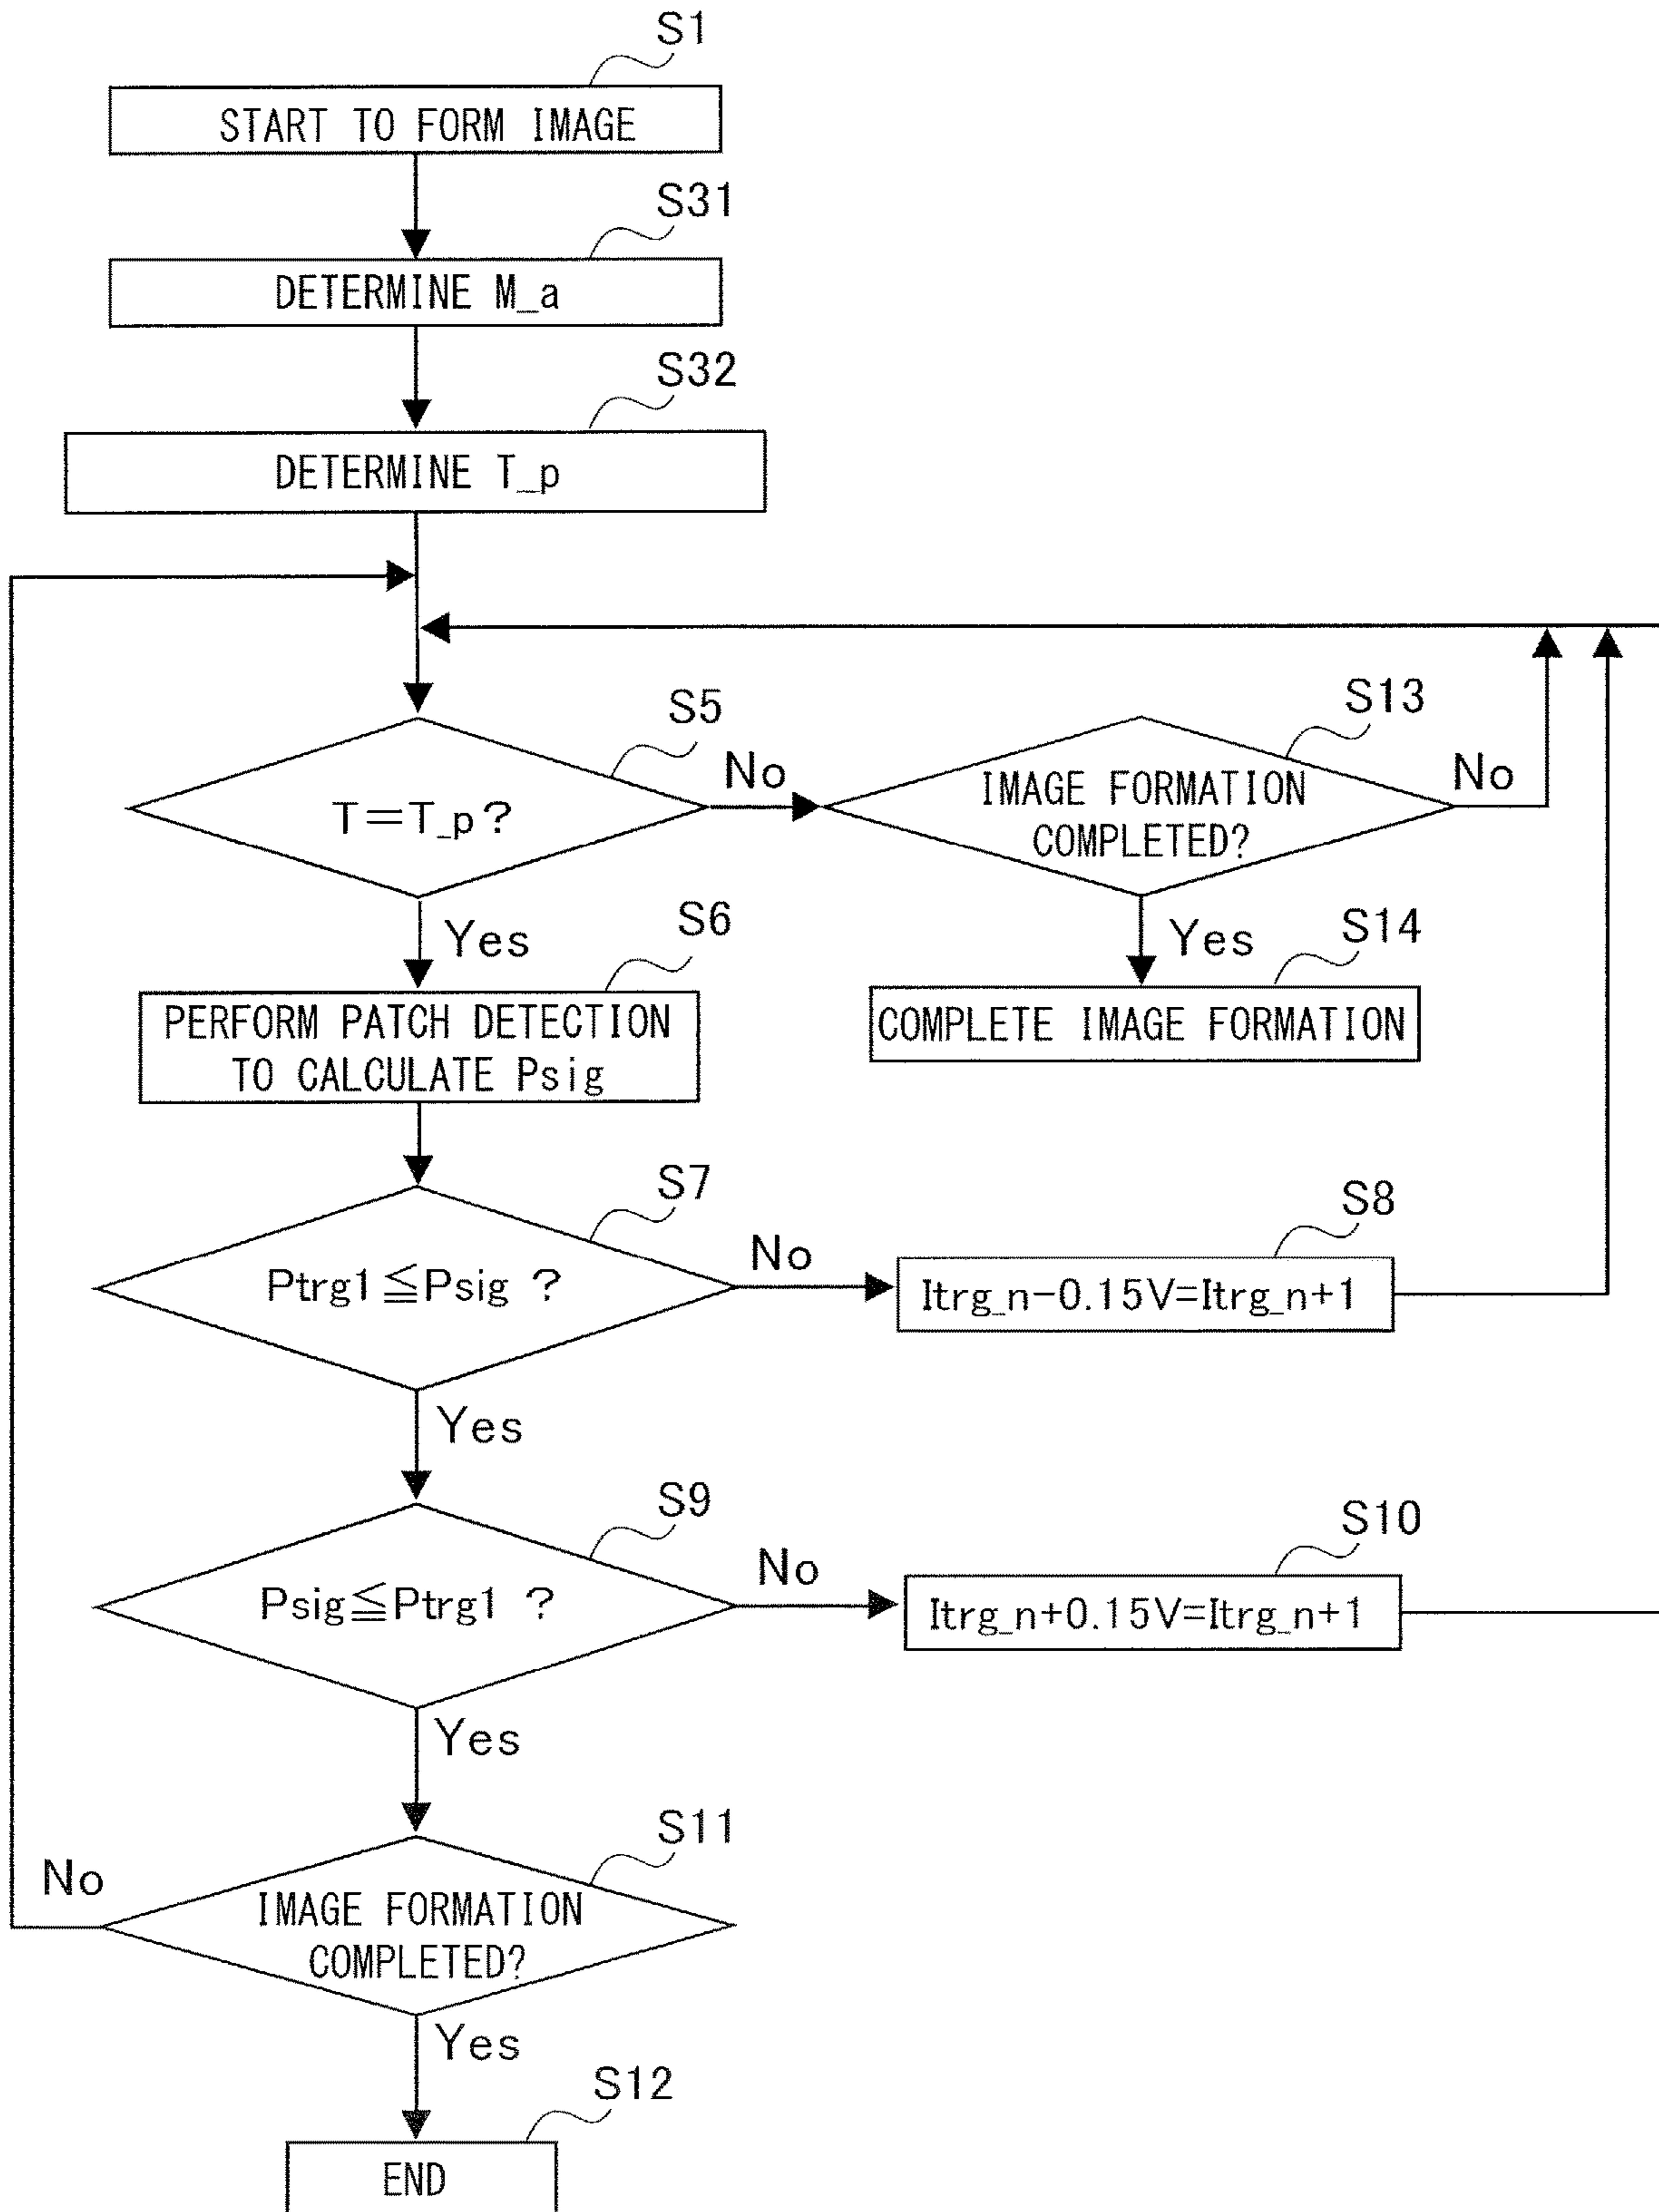 S1
START TO FORM IMAGE
S31
DETERMINE M_a
S32
DETERMINE T_p
S5
T=T_p?
No
S13
IMAGE FORMATION
COMPLETED?
No
Yes
S6
PERFORM PATCH DETECTION
TO CALCULATE Psig
Yes
S14
COMPLETE IMAGE FORMATION
S7
Ptrg1≦Psig ?
No
S8
Itrg_n-0.15V=Itrg_n+1
Yes
S9
Psig≦Ptrg1 ?
No
S10
Itrg_n+0.15V=Itrg_n+1
Yes
S11
No
IMAGE FORMATION
COMPLETED?
Yes
S12
END